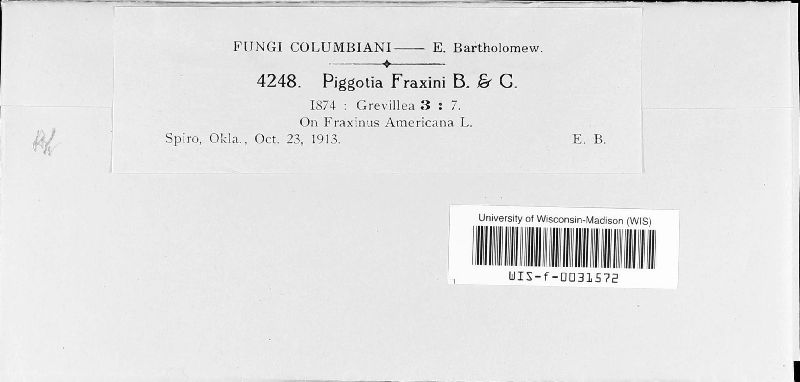 FUNGI COLUMBIANI — E. Bartholomew.
4248. Piggotia Fraxini B. & C.
1874 : Grevillea 3 : 7.
On Fraxinus Americana L.
Spiro, Okla., Oct. 23, 1913. E. B.
University of Wisconsin-Madison (WIS)
WIS-f-0031572